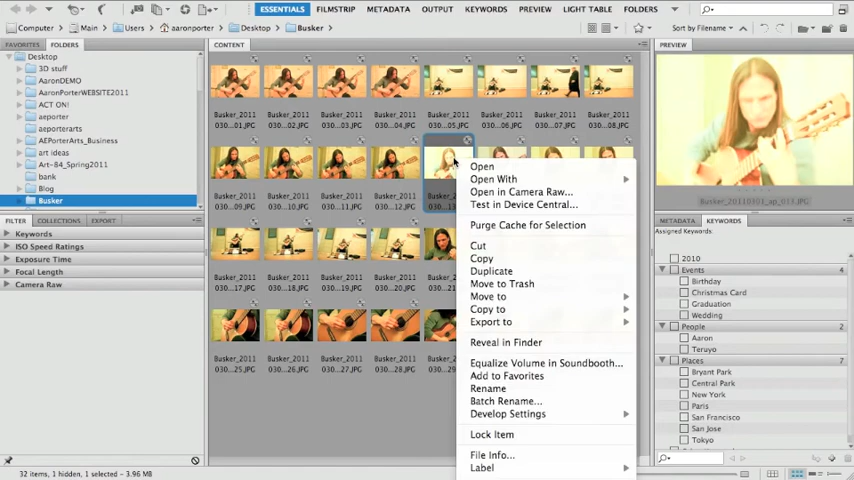 ESSENTIALS FILMSTRIP METADATA OUTPUT KEYWORDS PREVIEW LIGHT TABLE FOLDERS
Computer Users aaronporter Desktop Busker Sort by Filename
FAVORITES FOLDERS
Desktop
3D stuff
AaronDEMO
AaronPorterWEBSITE2011
ACT ON!
aeporter
aeporterarts
AEPorterArts_Business
art ideas
Art-84_Spring2011
bank
Blog
Busker
FILTER COLLECTIONS EXPORT
Keywords
ISO Speed Ratings
Exposure Time
Focal Length
Camera Raw
32 items, 1 hidden, 1 selected - 3.96 MB
CONTENT
Busker_2011 Busker_2011 Busker_2011 Busker_2011 Busker_2011 Busker_2011 Busker_2011 Busker_2011
030...01.JPG 030...02.JPG 030...03.JPG 030...04.JPG 030...05.JPG 030...06.JPG 030...07.JPG 030...08.JPG
Busker_2011 Busker_2011 Busker_2011 Busker_2011
030...09.JPG 030...10.JPG 030...11.JPG 030...12.JPG
Busker_2011 Busker_2011 Busker_2011 Busker_2011
030...17.JPG 030...18.JPG 030...19.JPG 030...20.JPG
Busker_2011 Busker_2011 Busker_2011 Busker_2011
030...25.JPG 030...26.JPG 030...27.JPG 030...28.JPG
Open
Open With
Open in Camera Raw...
Test in Device Central...
Purge Cache for Selection
Cut
Copy
Duplicate
Move to Trash
Move to
Copy to
Export to
Reveal in Finder
Equalize Volume in Soundbooth...
Add to Favorites
Rename
Batch Rename...
Develop Settings
Lock Item
File Info...
Label
PREVIEW
Busker_20110301_ap_013.JPG
METADATA KEYWORDS
Assigned Keywords:
2010
Events 4
Birthday
Christmas Card
Graduation
Wedding
People 2
Aaron
Teruyo
Places 7
Bryant Park
Central Park
New York
Paris
San Francisco
San Jose
Tokyo